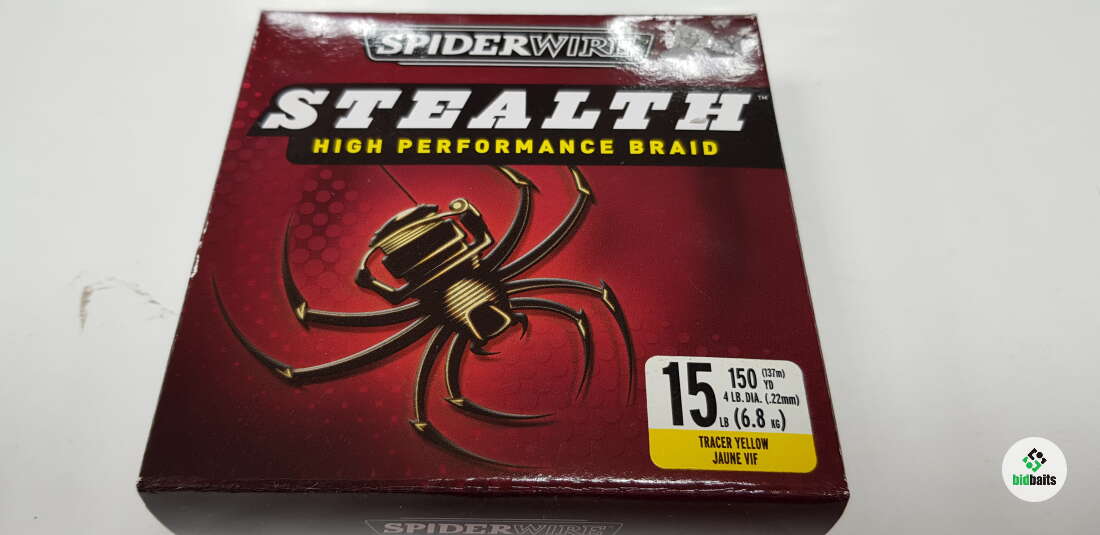 SPIDERWIRE
STEALTH™
HIGH PERFORMANCE BRAID
15 LB
150 YD (137m)
4 LB. DIA. (.22mm)
(6.8 KG)
TRACER YELLOW
JAUNE VIF
SPIDERWIRE
bidbaits